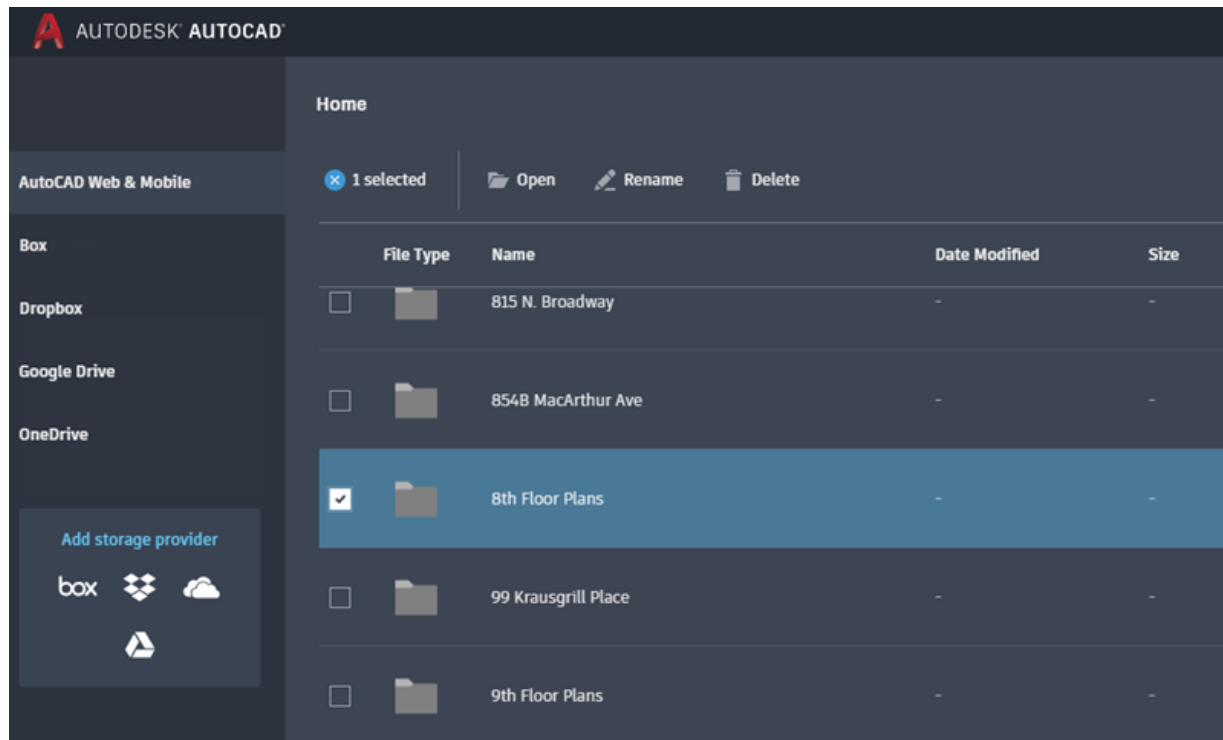 AUTODESK® AUTOCAD®
Home
AutoCAD Web & Mobile
1 selected
Open
Rename
Delete
Box
Dropbox
Google Drive
OneDrive
File Type Name Date Modified Size
815 N. Broadway - -
854B MacArthur Ave - -
8th Floor Plans - -
99 Krausgrill Place - -
9th Floor Plans - -
Add storage provider
box